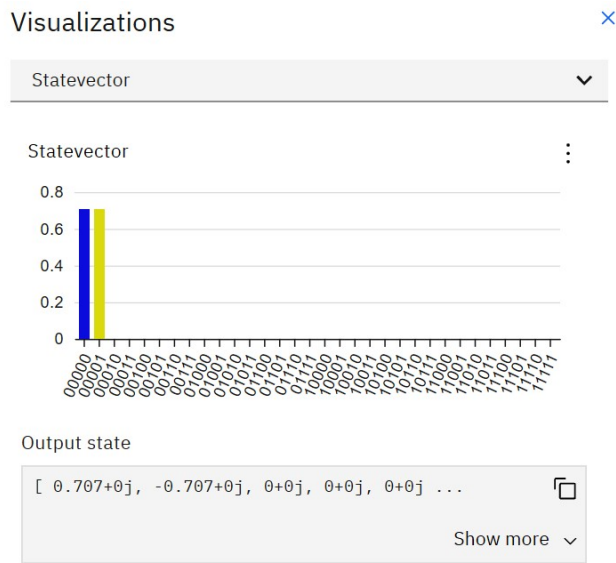 Visualizations
Statevector
Statevector
0.8
0.6
0.4
0.2
0
00000 00001 00010 00011 00100 00101 00110 00111 01000 01001 01010 01011 01100 01101 01110 01111 10000 10001 10010 10011 10100 10101 10110 10111 11000 11001 11010 11011 11100 11101 11110 11111
Output state
[ 0.707+0j, -0.707+0j, 0+0j, 0+0j, 0+0j ...
Show more